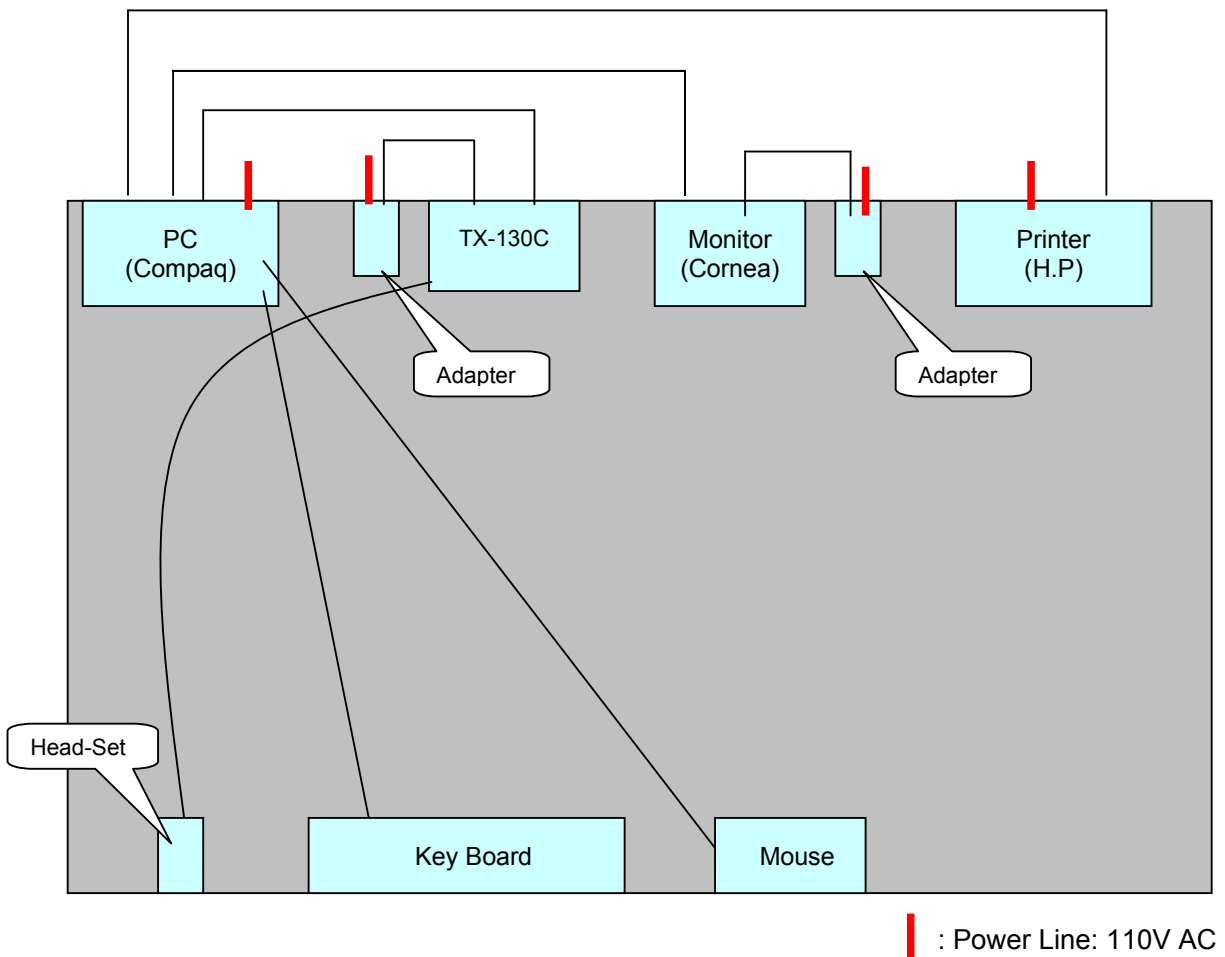 PC
(Compaq)
TX-130C
Monitor
(Cornea)
Printer
(H.P)
Adapter
Adapter
Head-Set
Key Board
Mouse
: Power Line: 110V AC